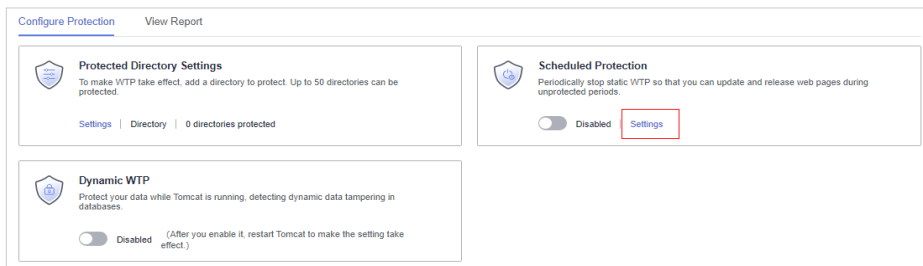 Configure Protection View Report
Protected Directory Settings
To make WTP take effect, add a directory to protect. Up to 50 directories can be
protected.
Settings | Directory | 0 directories protected
Scheduled Protection
Periodically stop static WTP so that you can update and release web pages during
unprotected periods.
Disabled | Settings
Dynamic WTP
Protect your data while Tomcat is running, detecting dynamic data tampering in
databases.
Disabled (After you enable it, restart Tomcat to make the setting take
effect.)